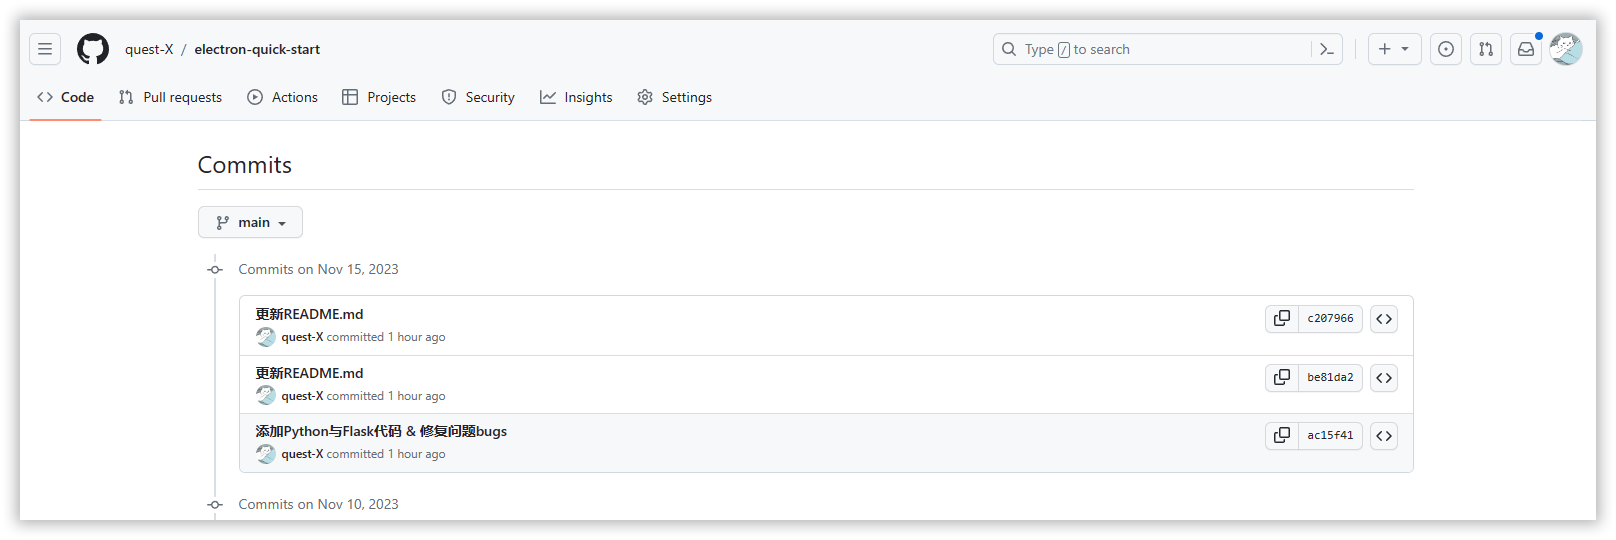 quest-X / electron-quick-start
Type / to search
Code Pull requests Actions Projects Security Insights Settings
Commits
main
Commits on Nov 15, 2023
更新README.md
c207966
quest-X committed 1 hour ago
更新README.md
be81da2
quest-X committed 1 hour ago
添加Python与Flask代码 & 修复问题bugs
ac15f41
quest-X committed 1 hour ago
Commits on Nov 10, 2023